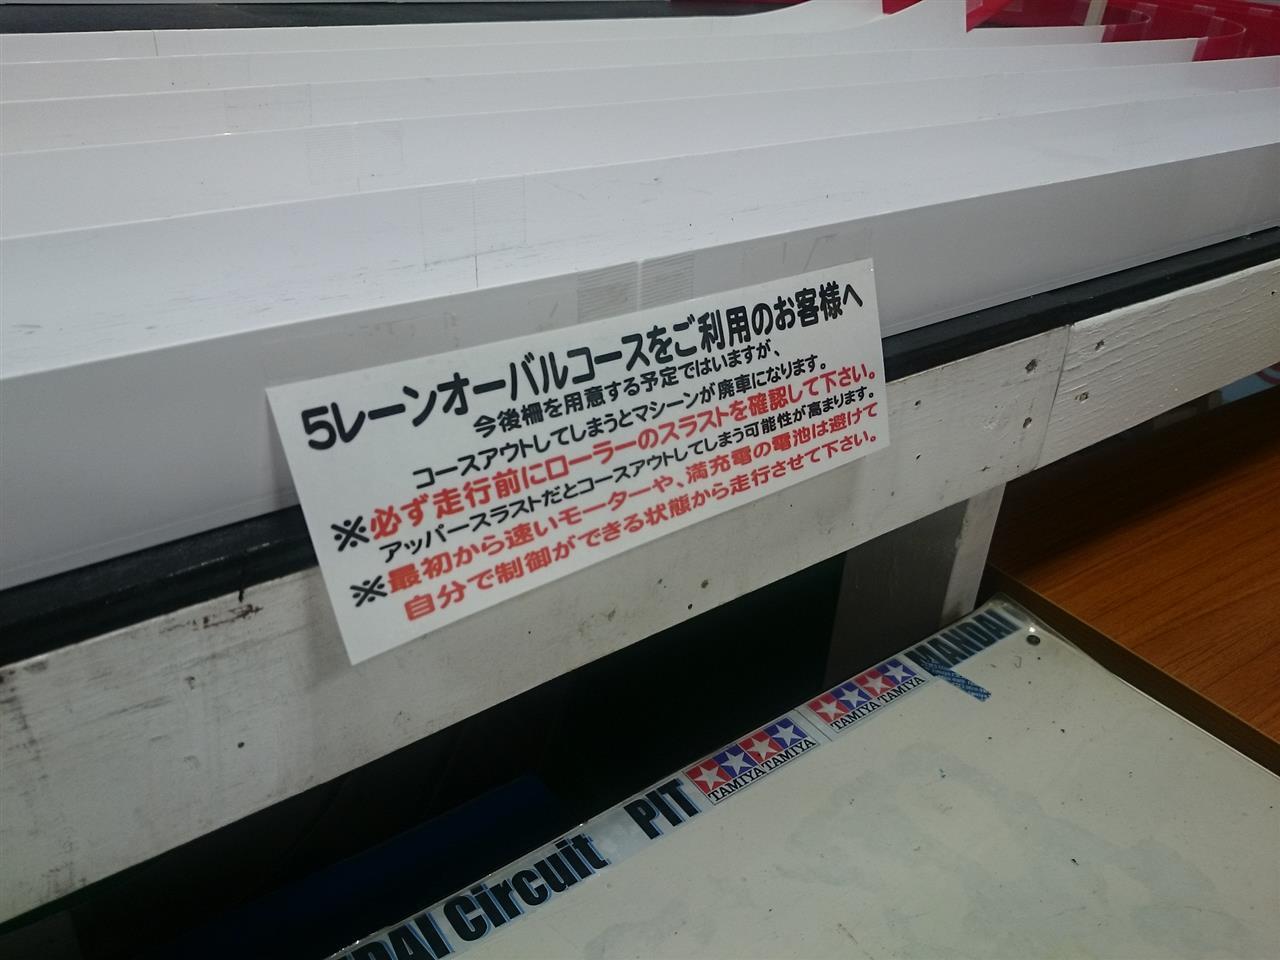 5レーンオーバルコースをご利用のお客様へ
今後柵を用意する予定ではいますが、
コースアウトしてしまうとマシーンが廃車になります。
※必ず走行前にローラーのスラストを確認して下さい。
アッパースラストだとコースアウトしてしまう可能性が高まります。
※最初から速いモーターや、満充電の電池は避けて
自分で制御ができる状態から走行させて下さい。
DAI Circuit PIT TAMIYA TAMIYA TAMIYA TAMIYA MANDAI